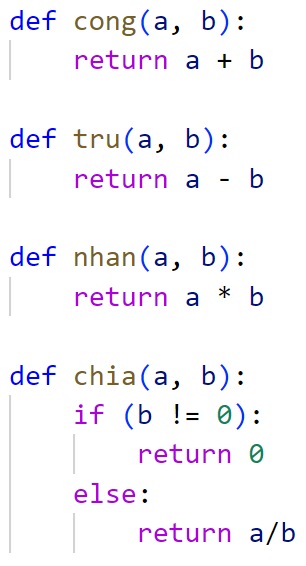 def cong(a, b):
    return a + b
def tru(a, b):
    return a - b
def nhan(a, b):
    return a * b
def chia(a, b):
    if (b != 0):
        return 0
    else:
        return a/b